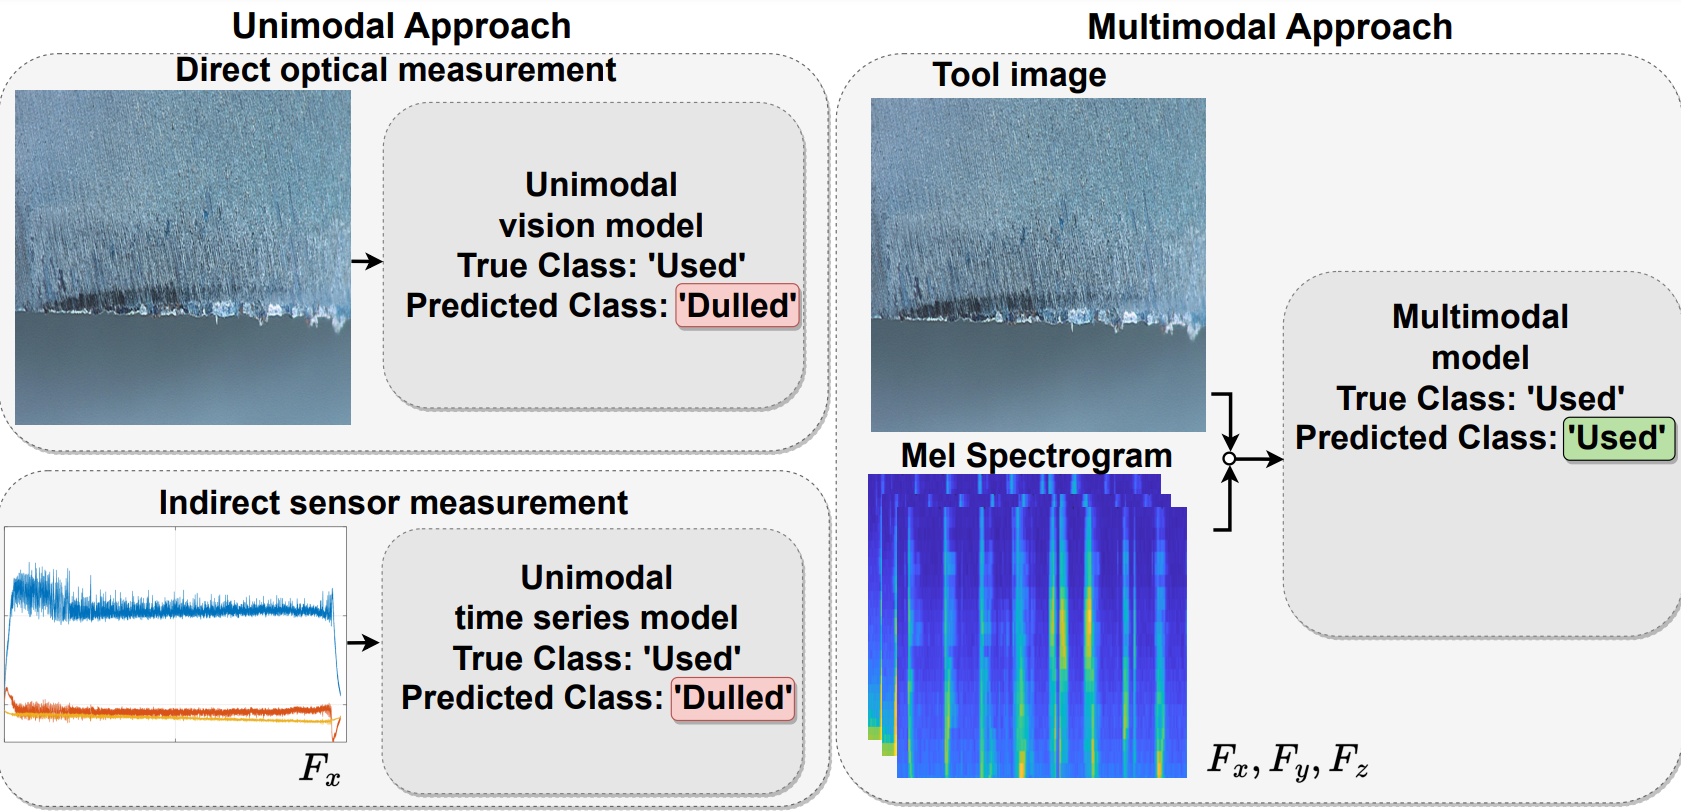 Unimodal Approach
Direct optical measurement
Unimodal
vision model
True Class: 'Used'
Predicted Class: 'Dulled'
Indirect sensor measurement
Unimodal
time series model
True Class: 'Used'
Predicted Class: 'Dulled'
F_x
Multimodal Approach
Tool image
Mel Spectrogram
F_x, F_y, F_z
Multimodal
model
True Class: 'Used'
Predicted Class: 'Used'